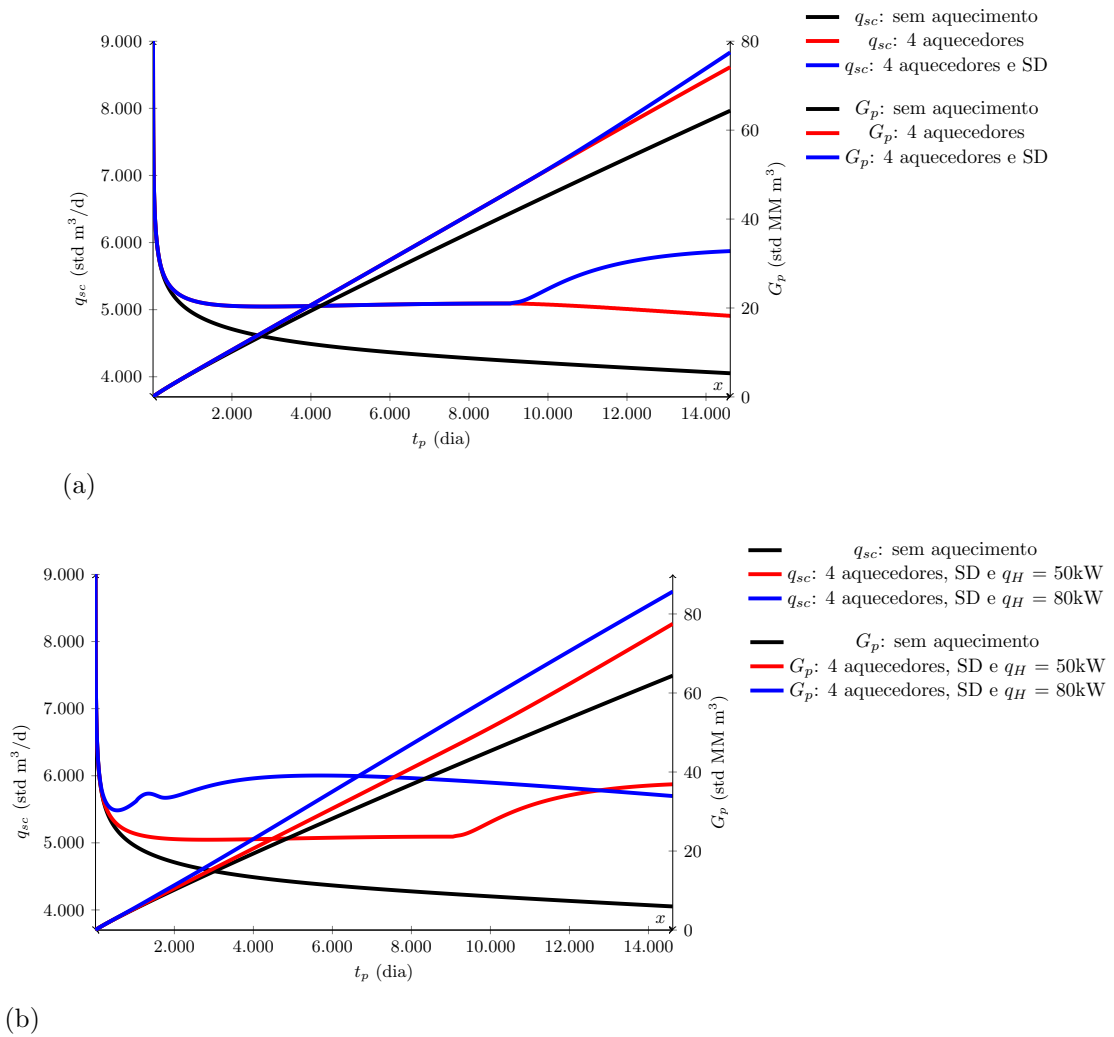 q_sc: sem aquecimento
q_sc: 4 aquecedores
q_sc: 4 aquecedores e SD
G_p: sem aquecimento
G_p: 4 aquecedores
G_p: 4 aquecedores e SD
9.000
8.000
7.000
6.000
5.000
4.000
q_sc (std m³/d)
80
60
40
20
0
G_p (std MM m³)
x
2.000 4.000 6.000 8.000 10.000 12.000 14.000
t_p (dia)
(a)
q_sc: sem aquecimento
q_sc: 4 aquecedores, SD e q_H = 50kW
q_sc: 4 aquecedores, SD e q_H = 80kW
G_p: sem aquecimento
G_p: 4 aquecedores, SD e q_H = 50kW
G_p: 4 aquecedores, SD e q_H = 80kW
9.000
8.000
7.000
6.000
5.000
4.000
q_sc (std m³/d)
80
60
40
20
0
G_p (std MM m³)
x
2.000 4.000 6.000 8.000 10.000 12.000 14.000
t_p (dia)
(b)